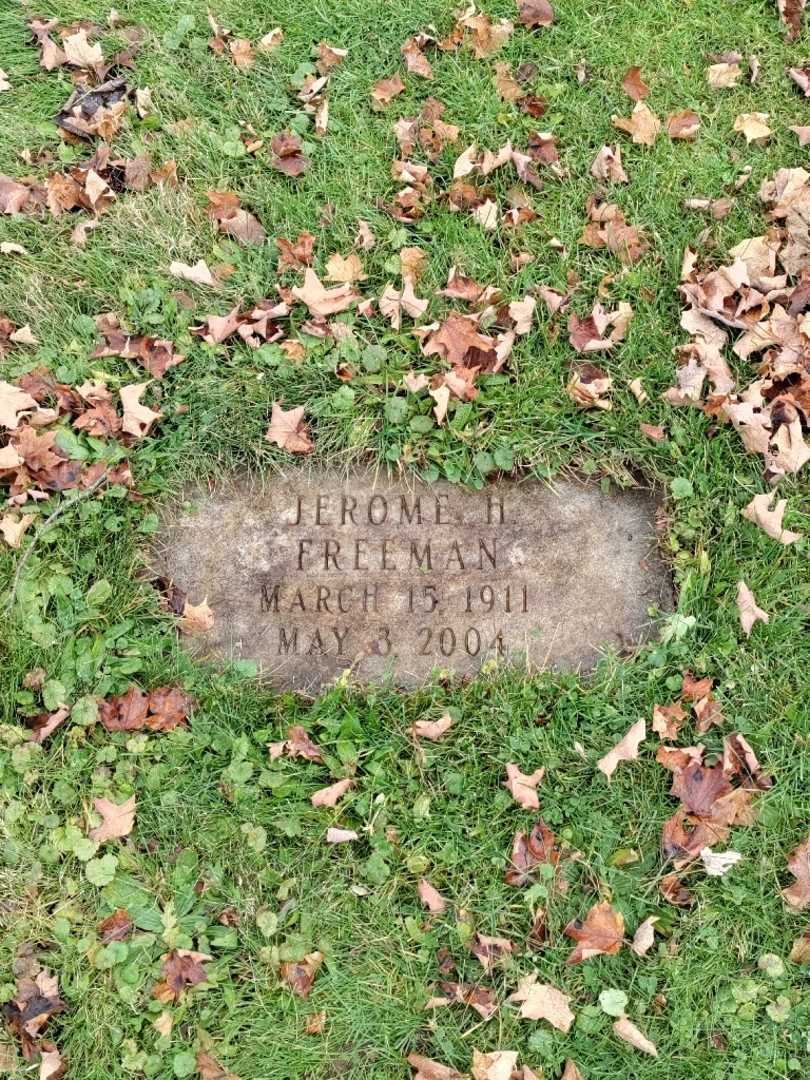 JEROME H.
FREEMAN
MARCH 15, 1911
MAY 3, 2004